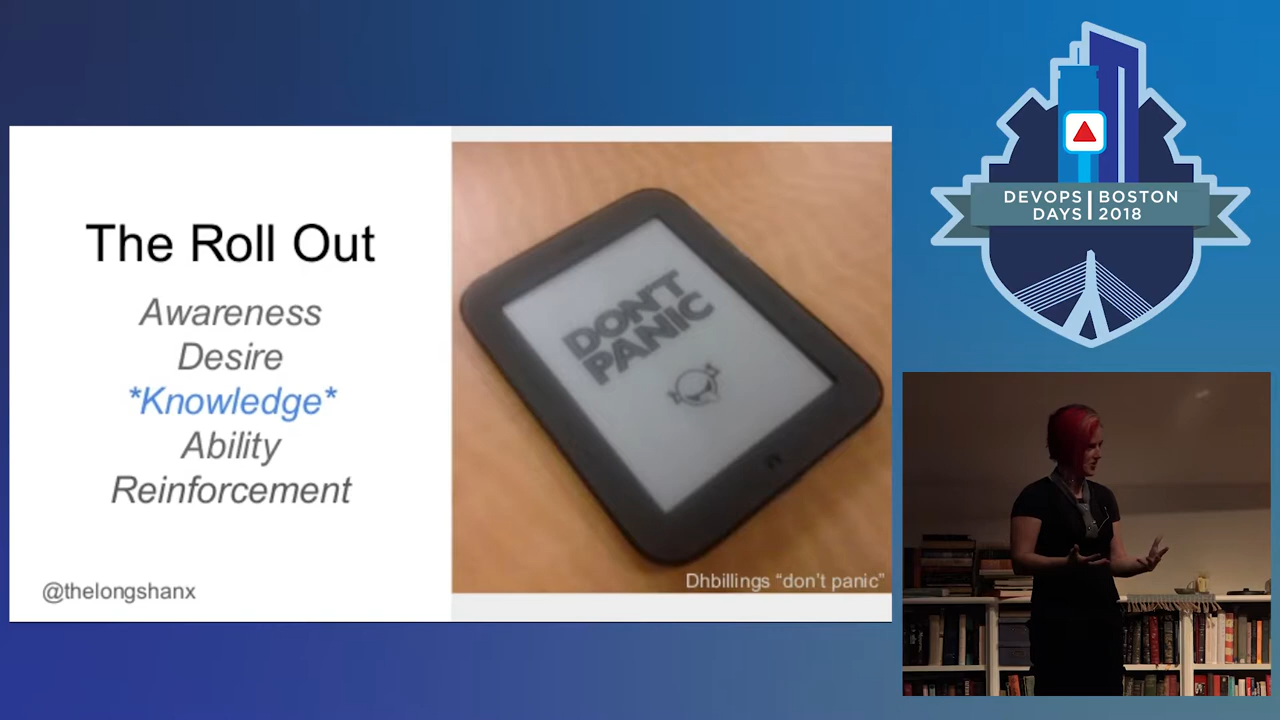 The Roll Out
Awareness
Desire
*Knowledge*
Ability
Reinforcement
@thelongshanx
DON'T
PANIC
Dhbillings “don’t panic”
DEVOPS | BOSTON
DAYS | 2018